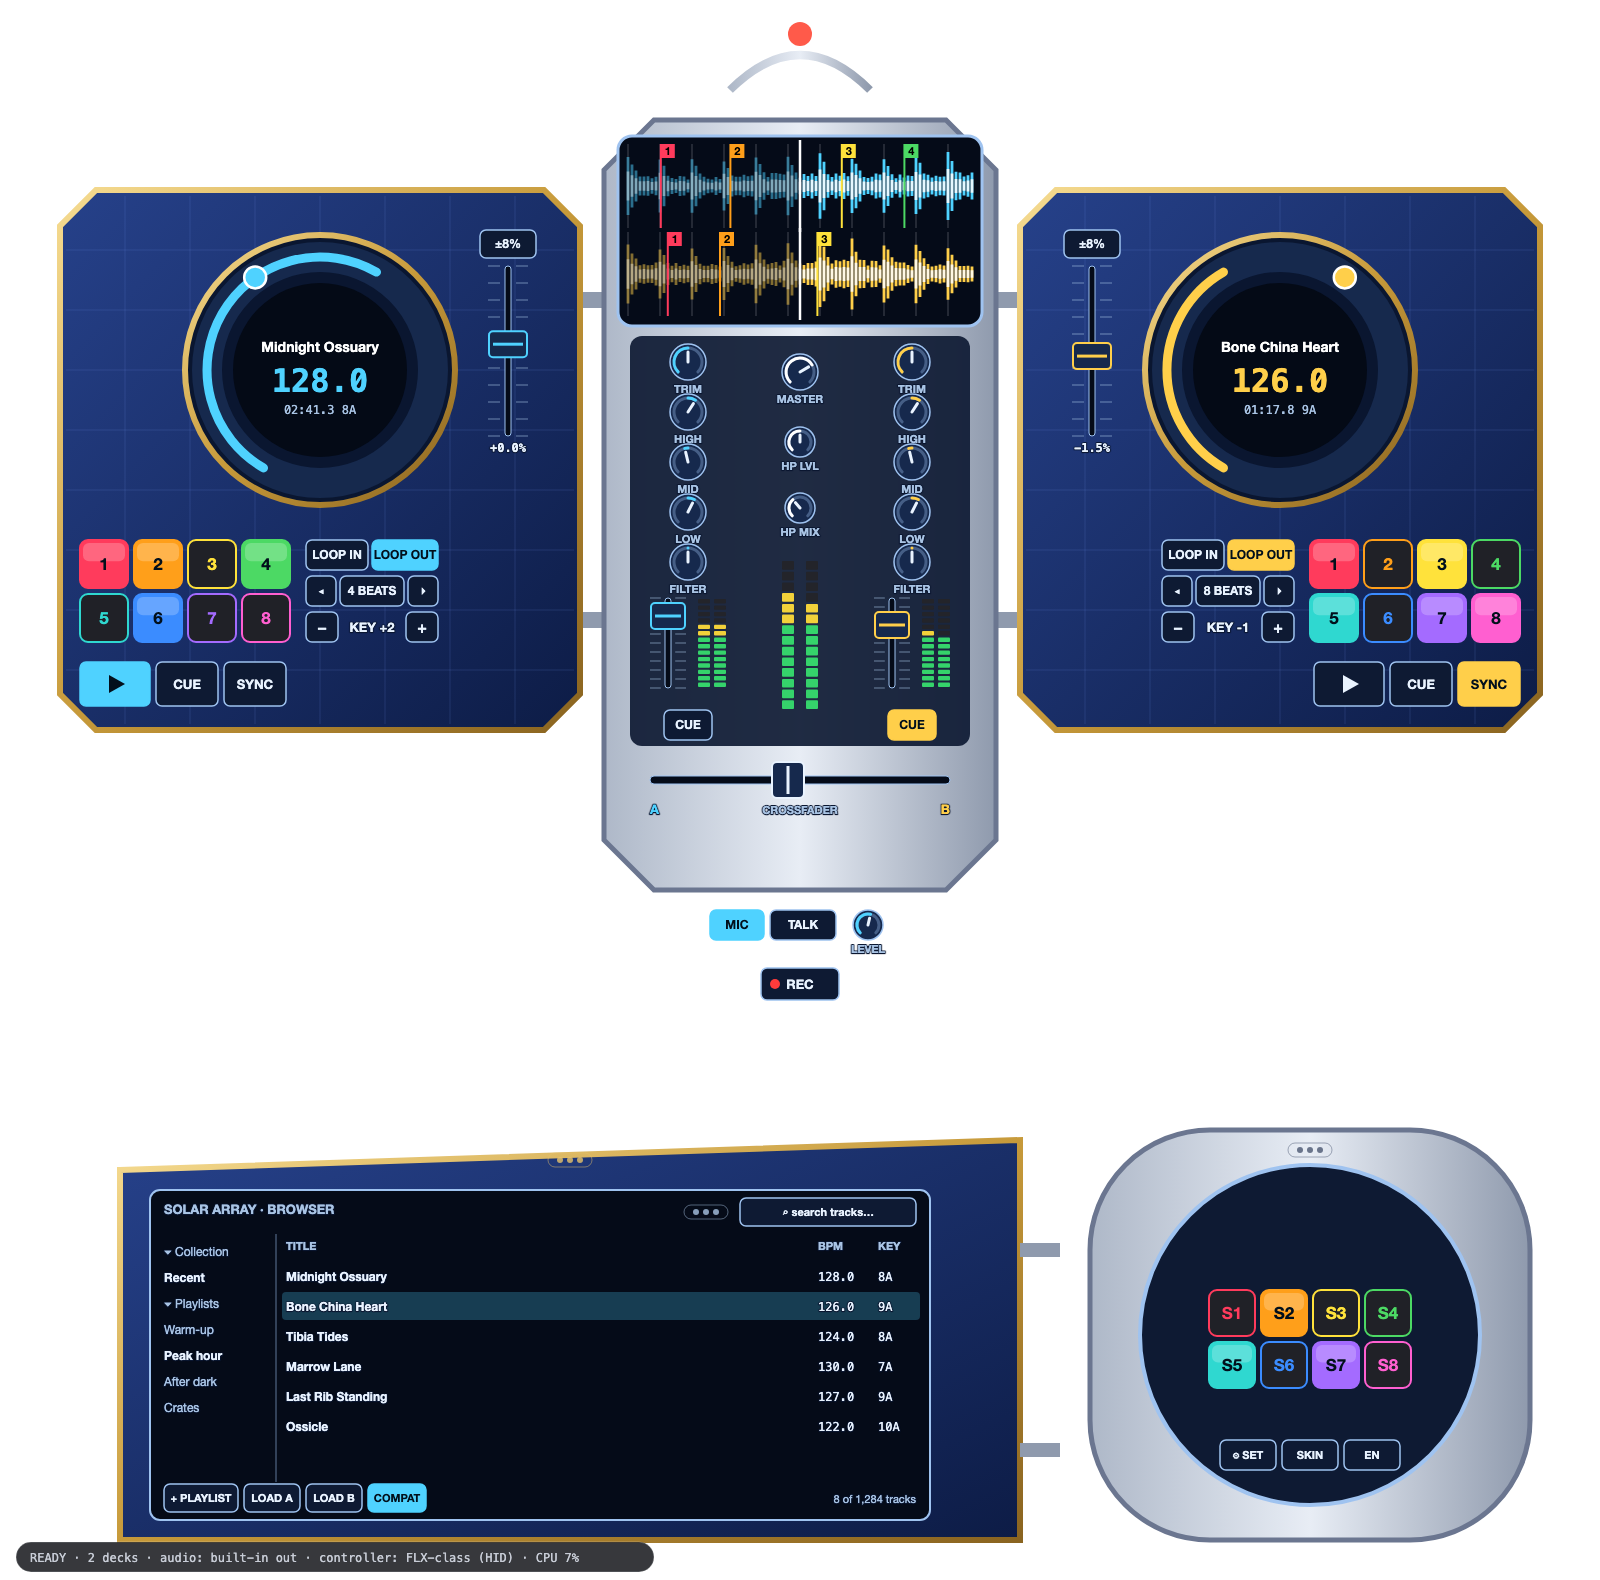 1 2 3 4
1 2 3
±8%
Midnight Ossuary
128.0
02:41.3 8A
+0.0%
1 2 3 4
5 6 7 8
LOOP IN LOOP OUT
◂ 4 BEATS ▸
− KEY +2 +
▶ CUE SYNC
TRIM MASTER TRIM
HIGH HIGH
HP LVL
MID MID
HP MIX
LOW LOW
FILTER FILTER
CUE CUE
A CROSSFADER B
±8%
Bone China Heart
126.0
01:17.8 9A
−1.5%
LOOP IN LOOP OUT
◂ 8 BEATS ▸
− KEY -1 +
1 2 3 4
5 6 7 8
▶ CUE SYNC
MIC TALK LEVEL
REC
SOLAR ARRAY · BROWSER
⌕ search tracks...
▾ Collection
Recent
▾ Playlists
Warm-up
Peak hour
After dark
Crates
TITLE BPM KEY
Midnight Ossuary 128.0 8A
Bone China Heart 126.0 9A
Tibia Tides 124.0 8A
Marrow Lane 130.0 7A
Last Rib Standing 127.0 9A
Ossicle 122.0 10A
+ PLAYLIST LOAD A LOAD B COMPAT
8 of 1,284 tracks
S1 S2 S3 S4
S5 S6 S7 S8
⚙ SET SKIN EN
READY · 2 decks · audio: built-in out · controller: FLX-class (HID) · CPU 7%